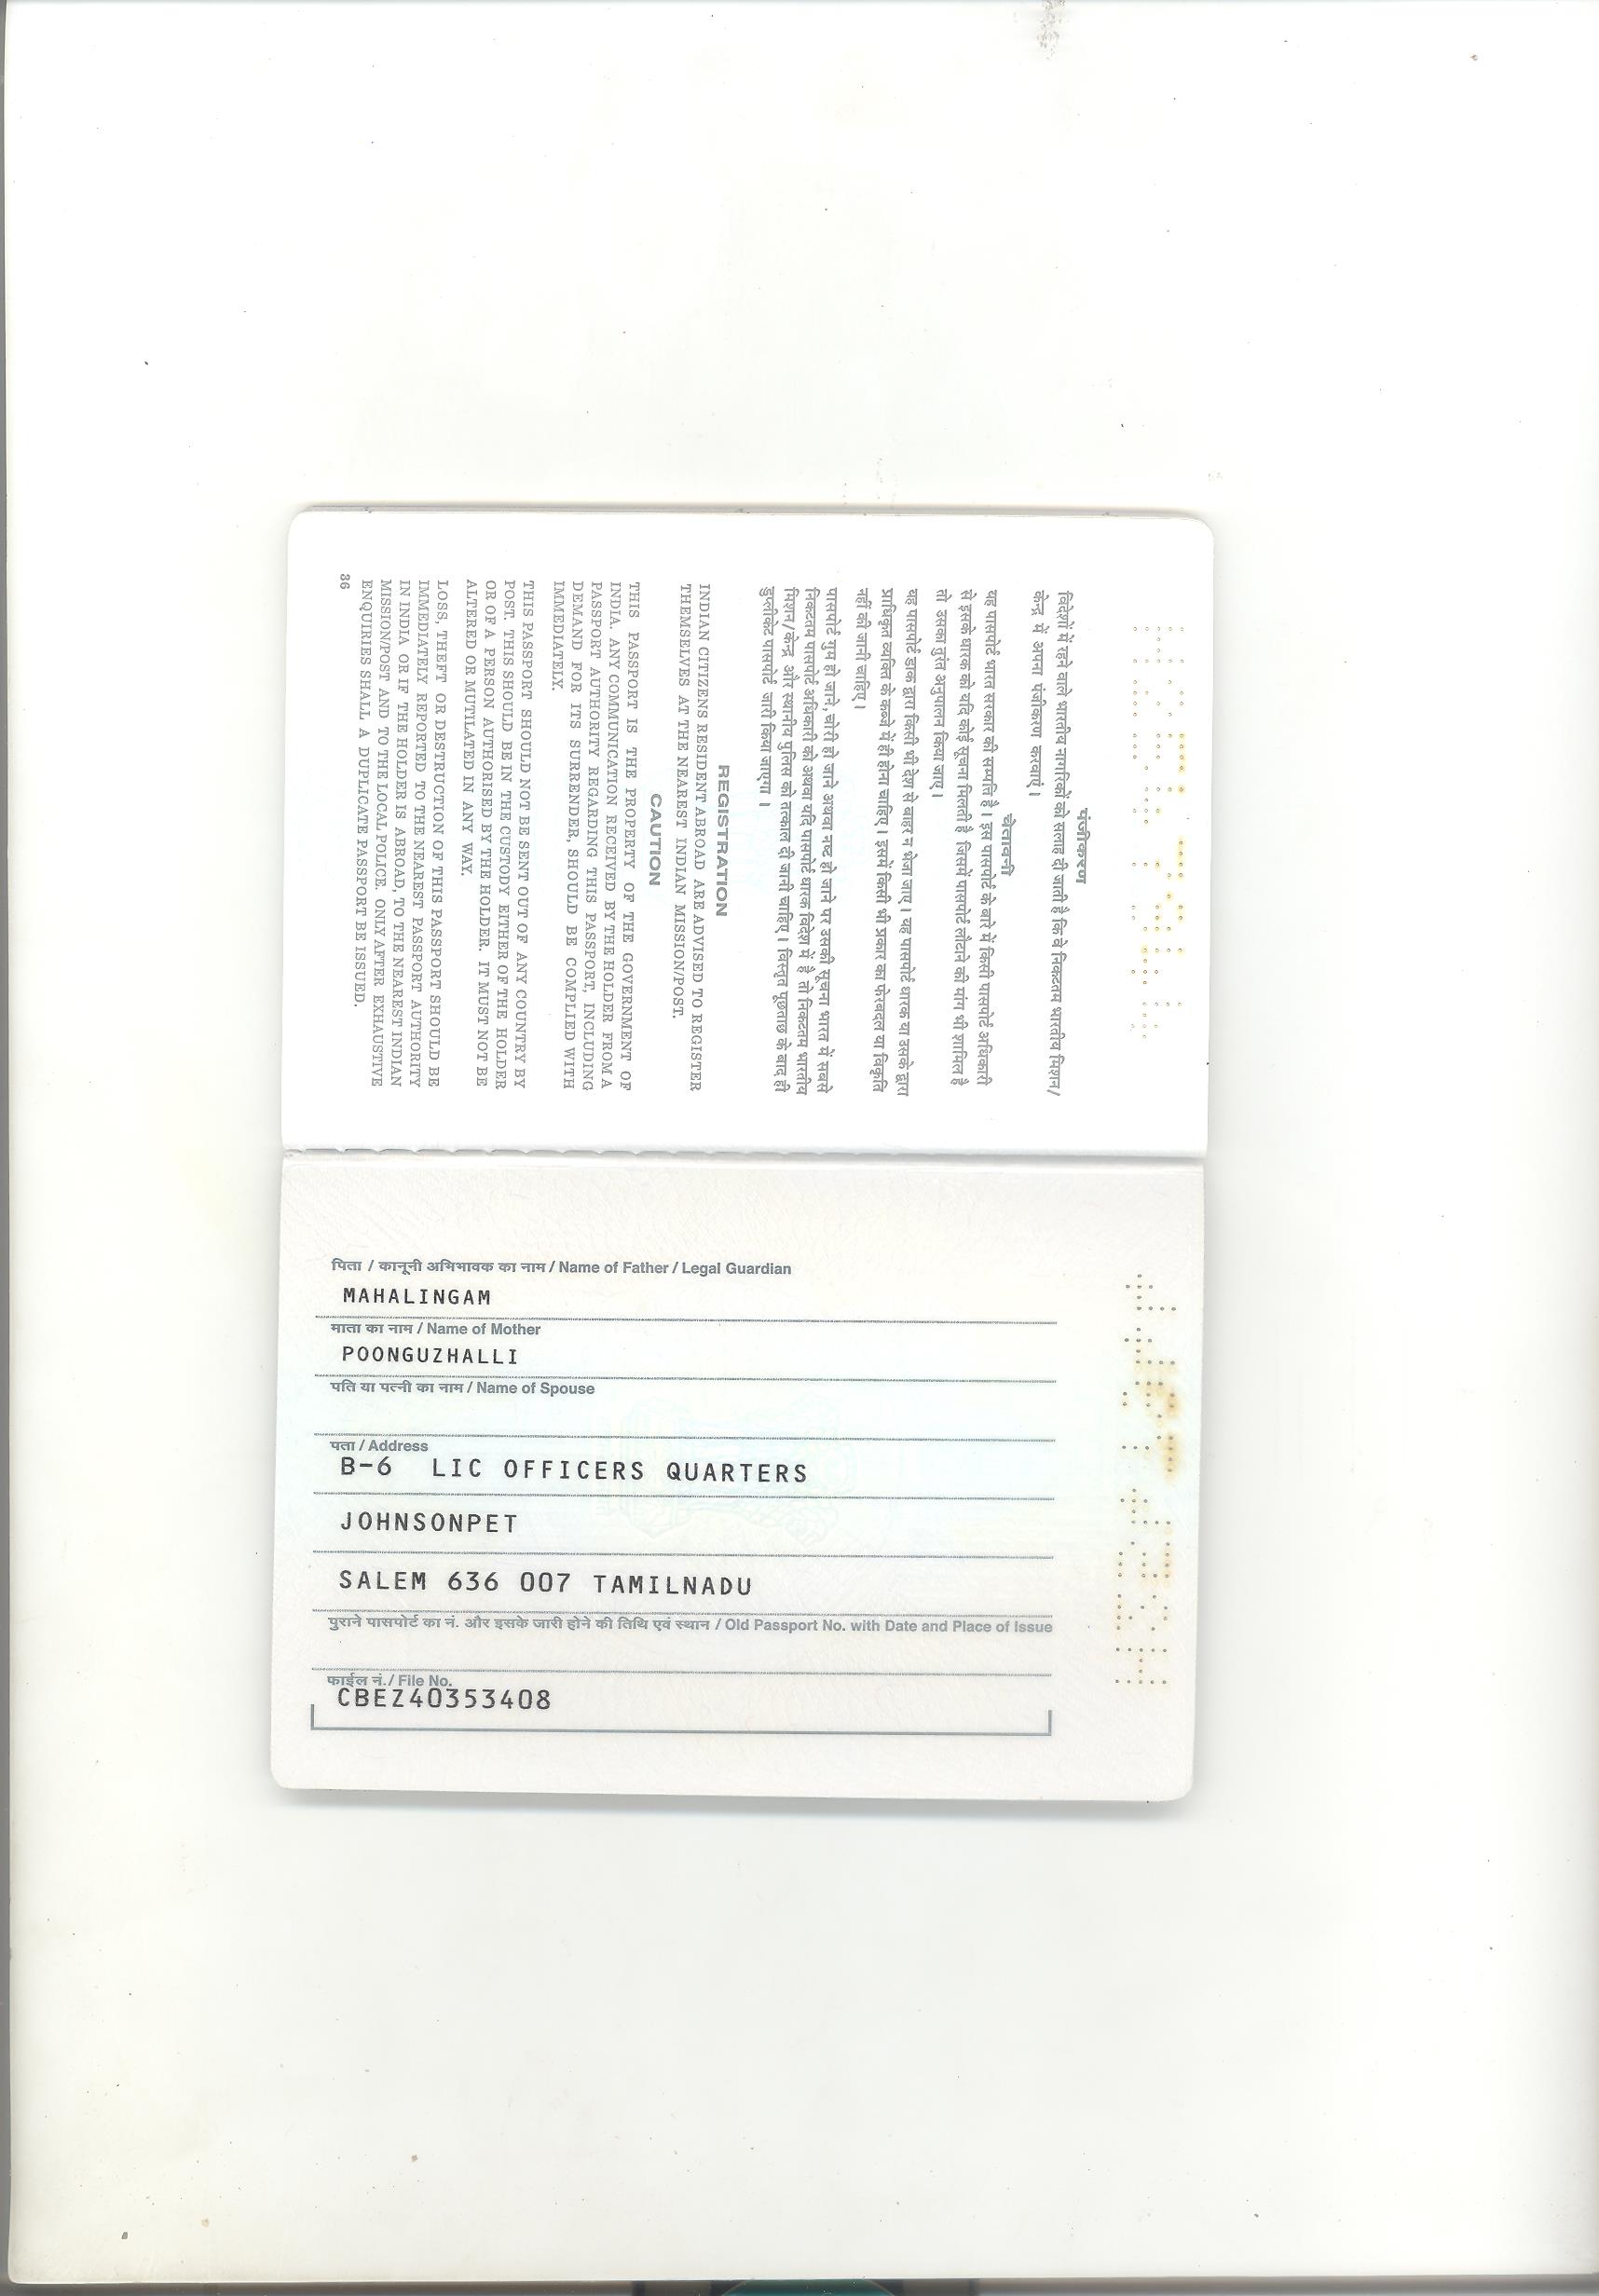 पंजीकरण
विदेशों में रहने वाले भारतीय नागरिकों को सलाह दी जाती है कि वे निकटतम भारतीय मिशन/
केन्द्र में अपना पंजीकरण करवाएं।
चेतावनी
यह पासपोर्ट भारत सरकार की सम्पत्ति है। इस पासपोर्ट के बारे में किसी पासपोर्ट अधिकारी
से इसके धारक को यदि कोई सूचना मिलती है जिसमें पासपोर्ट लौटाने की मांग भी शामिल है
तो उसका तुरंत अनुपालन किया जाए।
यह पासपोर्ट डाक द्वारा किसी भी देश से बाहर न भेजा जाए। यह पासपोर्ट धारक या उसके द्वारा
प्राधिकृत व्यक्ति के कब्जे में ही होना चाहिए। इसमें किसी भी प्रकार का फेरबदल या विकृति
नहीं की जानी चाहिए।
पासपोर्ट गुम हो जाने, चोरी हो जाने अथवा नष्ट हो जाने पर उसकी सूचना भारत में सबसे
निकटतम पासपोर्ट अधिकारी को अथवा यदि पासपोर्ट धारक विदेश में है तो निकटतम भारतीय
मिशन/केन्द्र और स्थानीय पुलिस को तत्काल दी जानी चाहिए। विस्तृत पूछताछ के बाद ही
डुप्लीकेट पासपोर्ट जारी किया जाएगा।
REGISTRATION
INDIAN CITIZENS RESIDENT ABROAD ARE ADVISED TO REGISTER
THEMSELVES AT THE NEAREST INDIAN MISSION/POST.
CAUTION
THIS PASSPORT IS THE PROPERTY OF THE GOVERNMENT OF
INDIA. ANY COMMUNICATION RECEIVED BY THE HOLDER FROM A
PASSPORT AUTHORITY REGARDING THIS PASSPORT, INCLUDING
DEMAND FOR ITS SURRENDER, SHOULD BE COMPLIED WITH
IMMEDIATELY.
THIS PASSPORT SHOULD NOT BE SENT OUT OF ANY COUNTRY BY
POST. THIS SHOULD BE IN THE CUSTODY EITHER OF THE HOLDER
OR OF A PERSON AUTHORISED BY THE HOLDER. IT MUST NOT BE
ALTERED OR MUTILATED IN ANY WAY.
LOSS, THEFT OR DESTRUCTION OF THIS PASSPORT SHOULD BE
IMMEDIATELY REPORTED TO THE NEAREST PASSPORT AUTHORITY
IN INDIA OR IF THE HOLDER IS ABROAD, TO THE NEAREST INDIAN
MISSION/POST AND TO THE LOCAL POLICE. ONLY AFTER EXHAUSTIVE
ENQUIRIES SHALL A DUPLICATE PASSPORT BE ISSUED.
36
पिता / कानूनी अभिभावक का नाम / Name of Father / Legal Guardian
MAHALINGAM
माता का नाम / Name of Mother
POONGUZHALLI
पति या पत्नी का नाम / Name of Spouse
पता / Address
B-6 LIC OFFICERS QUARTERS
JOHNSONPET
SALEM 636 007 TAMILNADU
पुराने पासपोर्ट का नं. और इसके जारी होने की तिथि एवं स्थान / Old Passport No. with Date and Place of Issue
फाईल नं./ File No.
CBEZ40353408